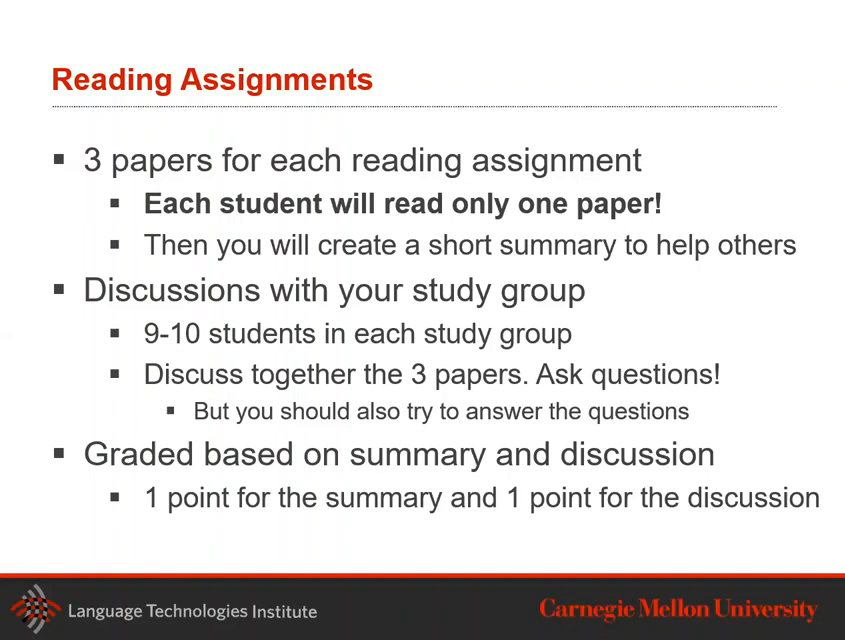 Reading Assignments
3 papers for each reading assignment
Each student will read only one paper!
Then you will create a short summary to help others
Discussions with your study group
9-10 students in each study group
Discuss together the 3 papers. Ask questions!
But you should also try to answer the questions
Graded based on summary and discussion
1 point for the summary and 1 point for the discussion
Language Technologies Institute
Carnegie Mellon University